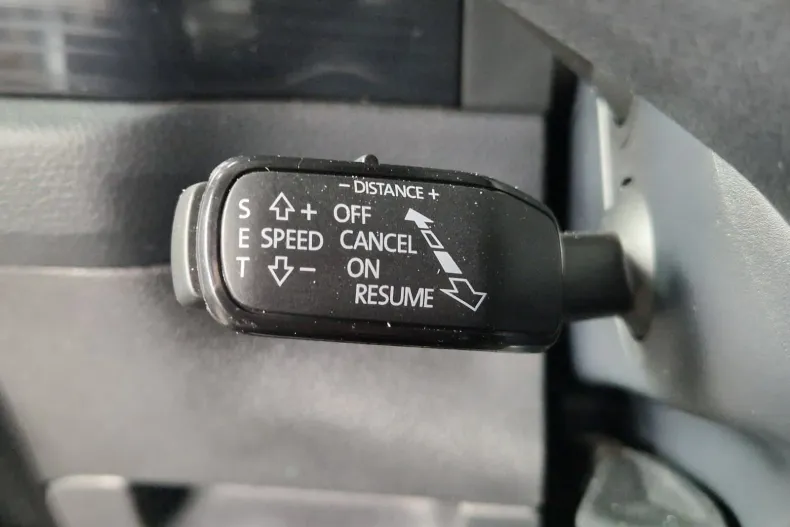 − DISTANCE +
S + OFF
E SPEED CANCEL
T − ON
RESUME